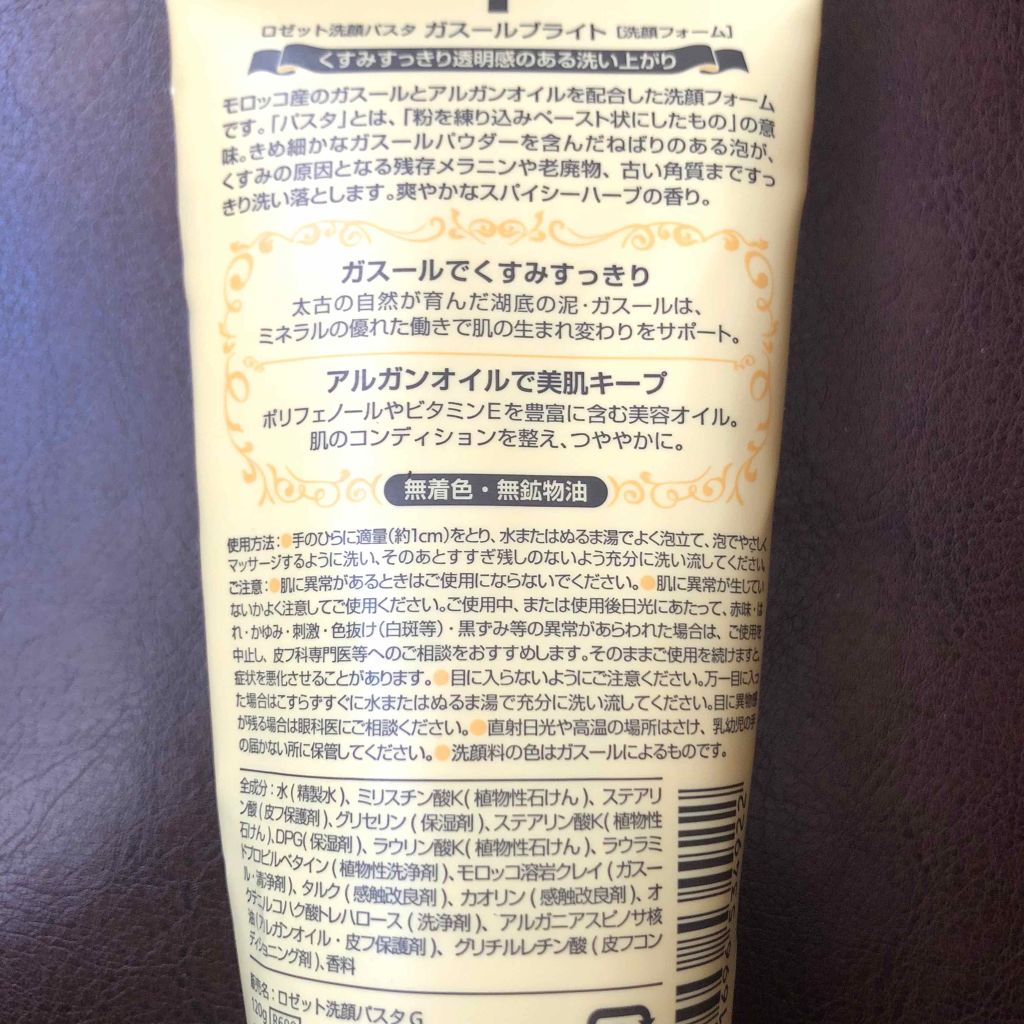 ロゼット洗顔パスタ ガスールブライト [洗顔フォーム]
くすみすっきり透明感のある洗い上がり
モロッコ産のガスールとアルガンオイルを配合した洗顔フォーム
です。「パスタ」とは、「粉を練り込みペースト状にしたもの」の意
味。きめ細かなガスールパウダーを含んだねばりのある泡が、
くすみの原因となる残存メラニンや老廃物、古い角質まですっ
きり洗い落とします。爽やかなスパイシーハーブの香り。
ガスールでくすみすっきり
太古の自然が育んだ湖底の泥・ガスールは、
ミネラルの優れた働きで肌の生まれ変わりをサポート。
アルガンオイルで美肌キープ
ポリフェノールやビタミンEを豊富に含む美容オイル。
肌のコンディションを整え、つややかに。
無着色・無鉱物油
使用方法:●手のひらに適量(約1cm)をとり、水またはぬるま湯でよく泡立て、泡でやさしく
マッサージするように洗い、そのあとすすぎ残しのないよう充分に洗い流してください。
ご注意:●肌に異常があるときはご使用にならないでください。●肌に異常が生じてい
ないかよく注意してご使用ください。ご使用中、または使用後日光にあたって、赤味・は
れ・かゆみ・刺激・色抜け(白斑等)・黒ずみ等の異常があらわれた場合は、ご使用を
中止し、皮フ科専門医等へのご相談をおすすめします。そのままご使用を続けますと、
症状を悪化させることがあります。●目に入らないようにご注意ください。万一目に入っ
た場合はこすらずすぐに水またはぬるま湯で充分に洗い流してください。目に異物感
が残る場合は眼科医にご相談ください。●直射日光や高温の場所はさけ、乳幼児の手
の届かない所に保管してください。●洗顔料の色はガスールによるものです。
全成分:水(精製水)、ミリスチン酸K(植物性石けん)、ステアリ
ン酸(皮フ保護剤)、グリセリン(保湿剤)、ステアリン酸K(植物性
石けん)、DPG(保湿剤)、ラウリン酸K(植物性石けん)、ラウラミ
ドプロピルベタイン(植物性洗浄剤)、モロッコ溶岩クレイ(ガスー
ル・清浄剤)、タルク(感触改良剤)、カオリン(感触改良剤)、オ
クテニルコハク酸トレハロース(洗浄剤)、アルガニアスピノサ核
油(アルガンオイル・皮フ保護剤)、グリチルレチン酸(皮フコン
ディショニング剤)、香料
販売名:ロゼット洗顔パスタG
120g